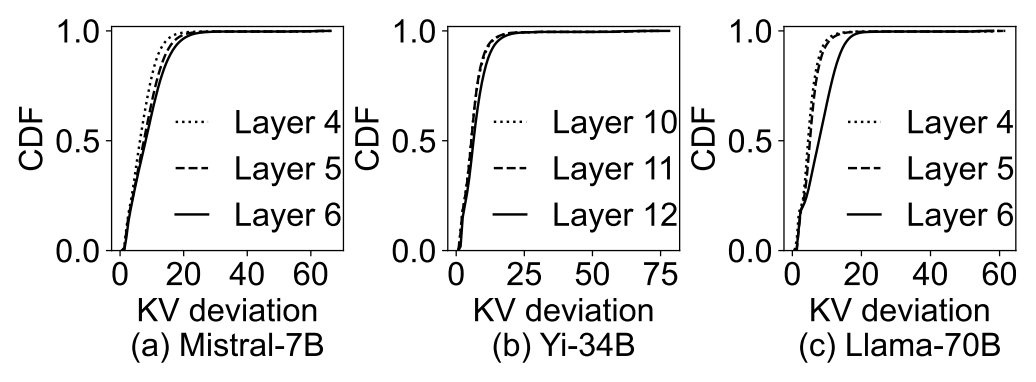 CDF
1.0
0.5
0.0
Layer 4
Layer 5
Layer 6
0 20 40 60
KV deviation
(a) Mistral-7B
CDF
1.0
0.5
0.0
Layer 10
Layer 11
Layer 12
0 25 50 75
KV deviation
(b) Yi-34B
CDF
1.0
0.5
0.0
Layer 4
Layer 5
Layer 6
0 20 40 60
KV deviation
(c) Llama-70B